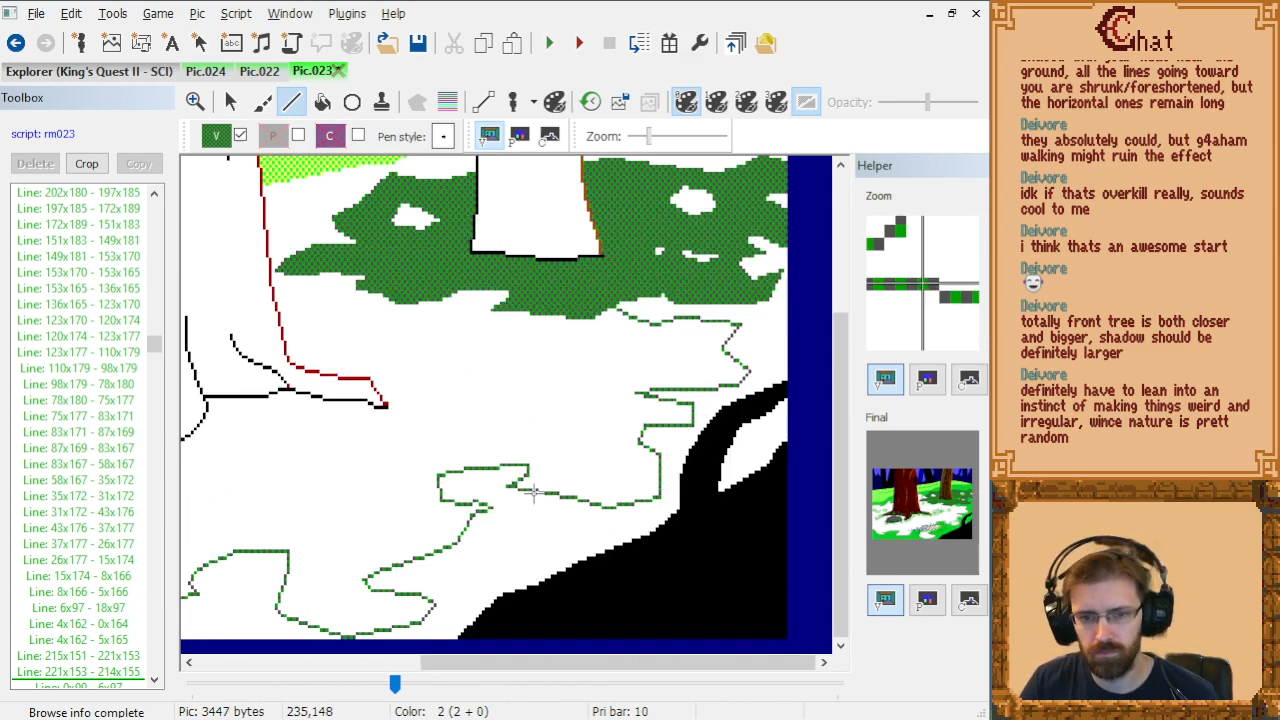 File Edit Tools Game Pic Script Window Plugins Help
Explorer (King's Quest II - SCI) Pic.024 Pic.022 Pic.023
Toolbox
Opacity:
script: rm023
V P C Pen style: Zoom:
Delete Crop Copy
Line: 202x180 - 197x185
Line: 197x185 - 172x189
Line: 172x189 - 151x183
Line: 151x183 - 149x181
Line: 149x181 - 153x170
Line: 153x170 - 153x165
Line: 153x165 - 136x165
Line: 136x165 - 123x170
Line: 123x170 - 120x174
Line: 120x174 - 123x177
Line: 123x177 - 110x179
Line: 110x179 - 98x179
Line: 98x179 - 78x180
Line: 78x180 - 75x177
Line: 75x177 - 83x171
Line: 83x171 - 87x169
Line: 87x169 - 83x167
Line: 83x167 - 58x167
Line: 58x167 - 35x172
Line: 35x172 - 31x172
Line: 31x172 - 43x176
Line: 43x176 - 37x177
Line: 37x177 - 26x177
Line: 26x177 - 15x174
Line: 15x174 - 8x166
Line: 8x166 - 5x166
Line: 6x97 - 18x97
Line: 4x162 - 0x164
Line: 4x162 - 5x165
Line: 215x151 - 221x153
Line: 221x153 - 214x155
Helper
Zoom
V P C
Final
V P C
Browse info complete Pic: 3447 bytes 235,148 Color: 2 (2 + 0) Pri bar: 10
Chat
ground, all the lines going toward
you are shrunk/foreshortened, but
the horizontal ones remain long
Deivore
they absolutely could, but g4aham
walking might ruin the effect
Deivore
idk if thats overkill really, sounds
cool to me
Deivore
i think thats an awesome start
Deivore
Deivore
totally front tree is both closer
and bigger, shadow should be
definitely larger
Deivore
definitely have to lean into an
instinct of making things weird and
irregular, wince nature is prett
random